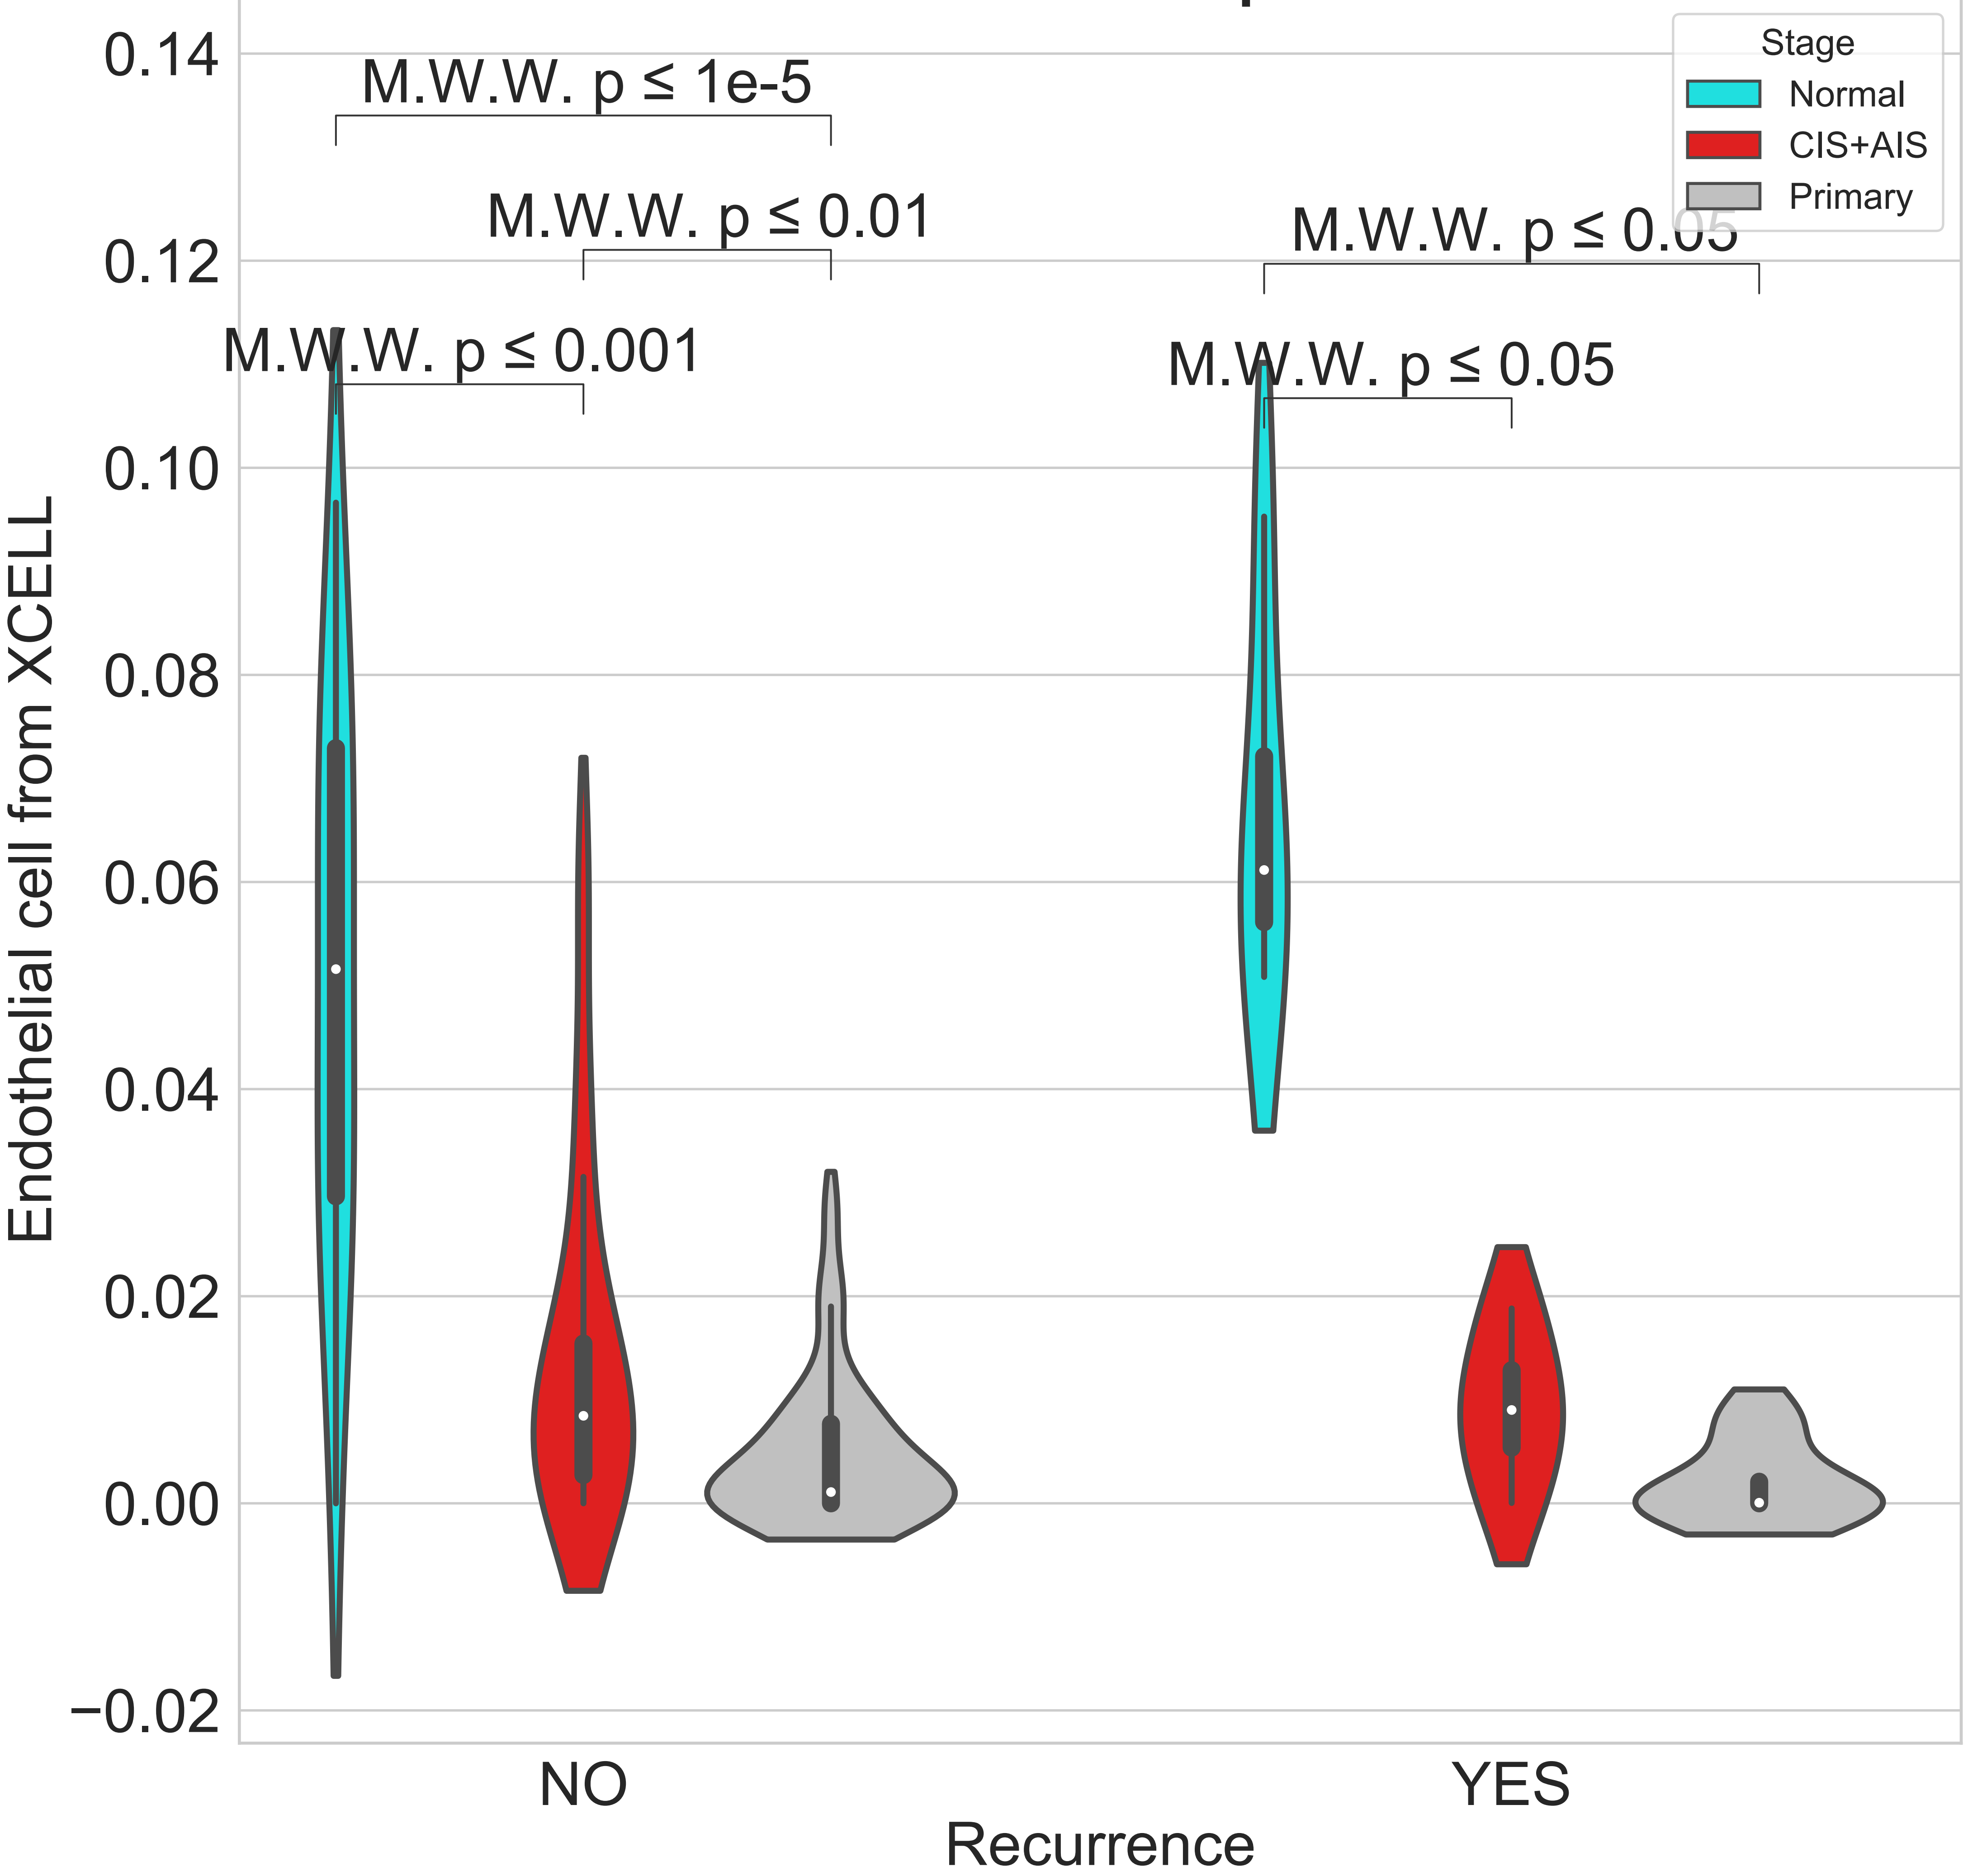 0.14
0.12
0.10
0.08
0.06
0.04
0.02
0.00
−0.02
Endothelial cell from XCELL
M.W.W. p ≤ 1e-5
M.W.W. p ≤ 0.01
M.W.W. p ≤ 0.001
M.W.W. p ≤ 0.05
M.W.W. p ≤ 0.05
Stage
Normal
CIS+AIS
Primary
NO
YES
Recurrence